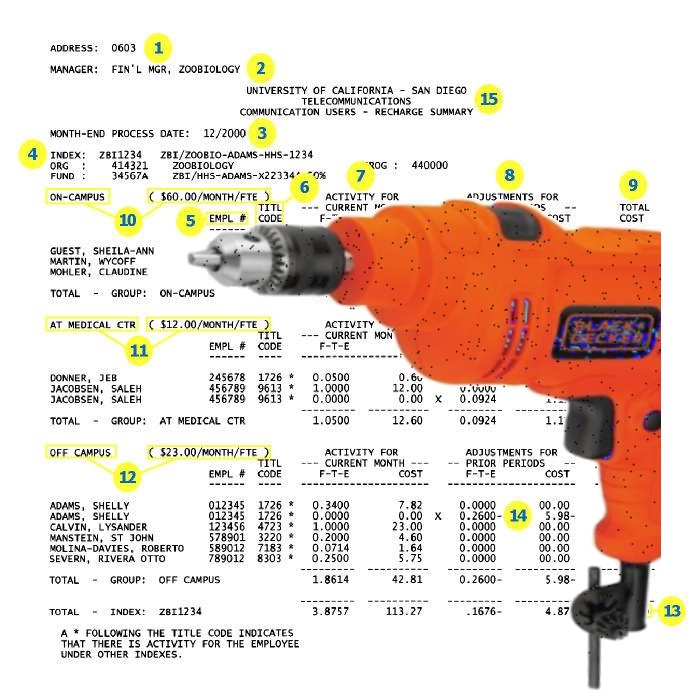 ADDRESS: 0603 1
MANAGER: FIN'L MGR, ZOOBIOLOGY 2
UNIVERSITY OF CALIFORNIA - SAN DIEGO
TELECOMMUNICATIONS 15
COMMUNICATION USERS - RECHARGE SUMMARY
MONTH-END PROCESS DATE: 12/2000 3
4 INDEX: ZBI1234 ZBI/ZOOBIO-ADAMS-HHS-1234
ORG : 414321 ZOOBIOLOGY ROG : 440000
FUND : 34567A ZBI/HHS-ADAMS-X22334 50%
6 7 8 9
ON-CAMPUS ( $60.00/MONTH/FTE ) ACTIVITY FOR ADJUSTMENTS FOR
TITL --- CURRENT TOTAL
10 5 EMPL # CODE F-T-E COST COST
------
GUEST, SHEILA-ANN
MARTIN, WYCOFF
MOHLER, CLAUDINE
TOTAL - GROUP: ON-CAMPUS
AT MEDICAL CTR ( $12.00/MONTH/FTE ) ACTIVITY
11 TITL --- CURRENT MON
EMPL # CODE F-T-E
------ ------ --------
DONNER, JEB 245678 1726 * 0.0500
JACOBSEN, SALEH 456789 9613 * 1.0000 12.00
JACOBSEN, SALEH 456789 9613 * 0.0000 0.00 X 0.0924
TOTAL - GROUP: AT MEDICAL CTR 1.0500 12.60 0.0924
OFF CAMPUS ( $23.00/MONTH/FTE ) ACTIVITY FOR ADJUSTMENTS FOR
12 TITL --- CURRENT MONTH --- -- PRIOR PERIODS --
EMPL # CODE F-T-E COST F-T-E COST
ADAMS, SHELLY 012345 1726 * 0.3400 7.82 0.0000 00.00
ADAMS, SHELLY 012345 1726 * 0.0000 0.00 X 0.2600- 14 5.98-
CALVIN, LYSANDER 123456 4723 * 1.0000 23.00 0.0000 00.00
MANSTEIN, ST JOHN 578901 3220 * 0.2000 4.60 0.0000 00.00
MOLINA-DAVIES, ROBERTO 589012 7183 * 0.0714 1.64 0.0000 00.00
SEVERN, RIVERA OTTO 789012 8303 * 0.2500 5.75 0.0000 00.00
TOTAL - GROUP: OFF CAMPUS 1.8614 42.81 0.2600- 5.98-
TOTAL - INDEX: ZBI1234 3.8757 113.27 .1676- 4.87 13
A * FOLLOWING THE TITLE CODE INDICATES
THAT THERE IS ACTIVITY FOR THE EMPLOYEE
UNDER OTHER INDEXES.
BLACK &
DECKER